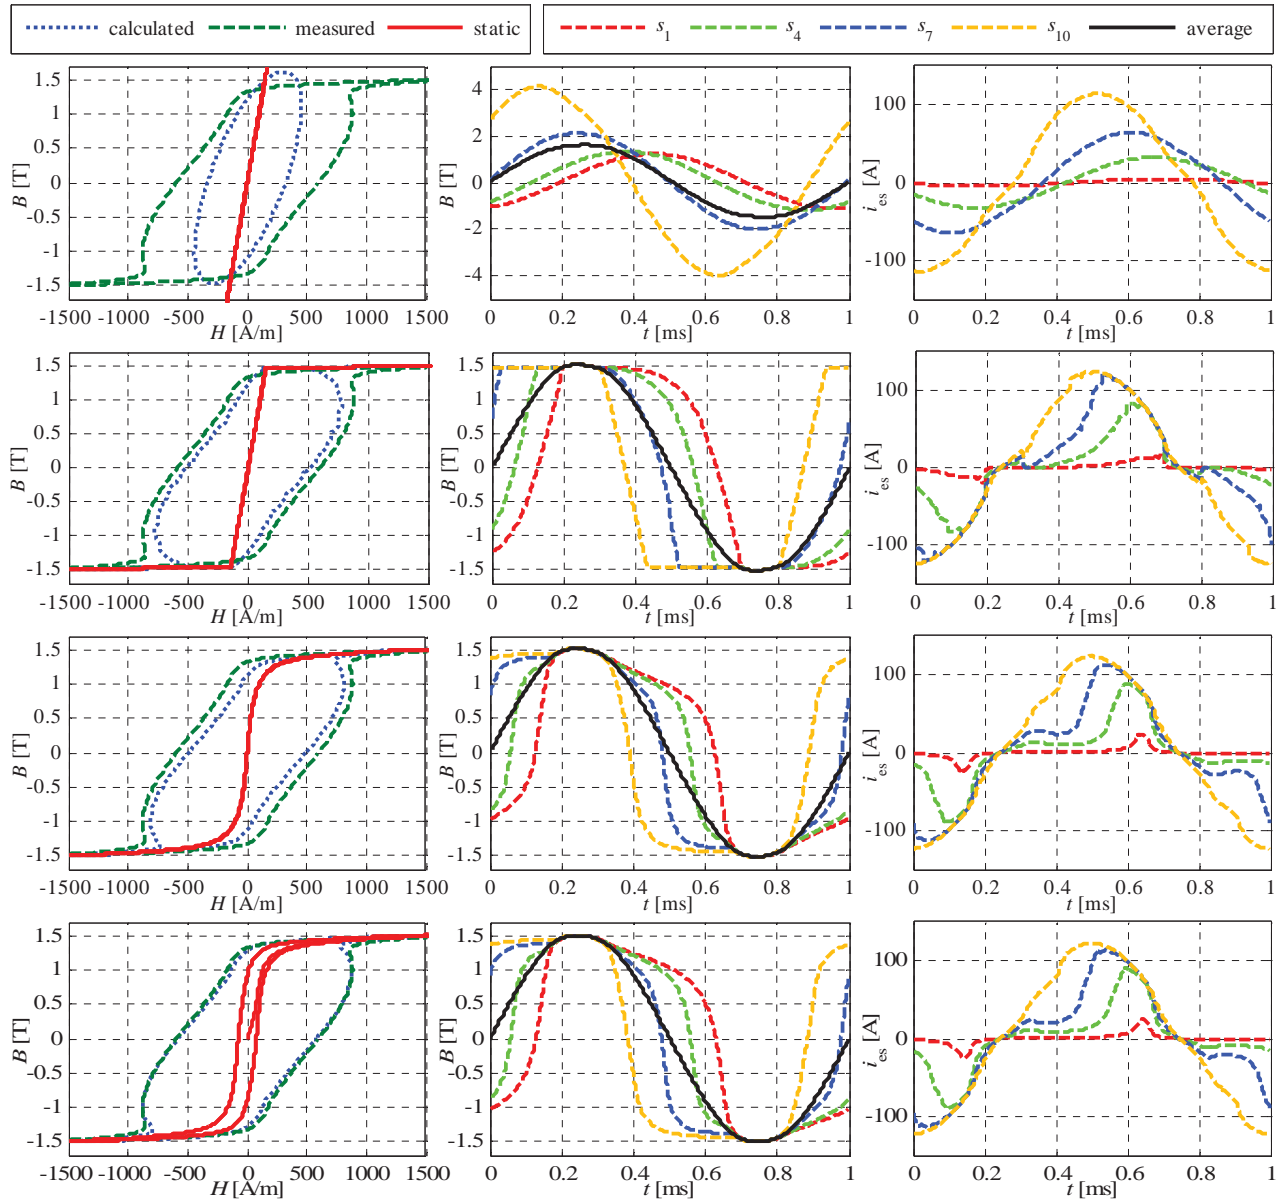 calculated measured static s1 s4 s7 s10 average
1.5 1 0.5 0 -0.5 -1 -1.5
B [T]
-1500 -1000 -500 0 500 1000 1500
H [A/m]
4 2 0 -2 -4
B [T]
0 0.2 0.4 0.6 0.8 1
t [ms]
100 0 -100
ies [A]
0 0.2 0.4 0.6 0.8 1
t [ms]
1.5 1 0.5 0 -0.5 -1 -1.5
B [T]
-1500 -1000 -500 0 500 1000 1500
H [A/m]
1.5 1 0.5 0 -0.5 -1 -1.5
B [T]
0 0.2 0.4 0.6 0.8 1
t [ms]
100 0 -100
ies [A]
0 0.2 0.4 0.6 0.8 1
t [ms]
1.5 1 0.5 0 -0.5 -1 -1.5
B [T]
-1500 -1000 -500 0 500 1000 1500
H [A/m]
1.5 1 0.5 0 -0.5 -1 -1.5
B [T]
0 0.2 0.4 0.6 0.8 1
t [ms]
100 0 -100
ies [A]
0 0.2 0.4 0.6 0.8 1
t [ms]
1.5 1 0.5 0 -0.5 -1 -1.5
B [T]
-1500 -1000 -500 0 500 1000 1500
H [A/m]
1.5 1 0.5 0 -0.5 -1 -1.5
B [T]
0 0.2 0.4 0.6 0.8 1
t [ms]
100 0 -100
ies [A]
0 0.2 0.4 0.6 0.8 1
t [ms]